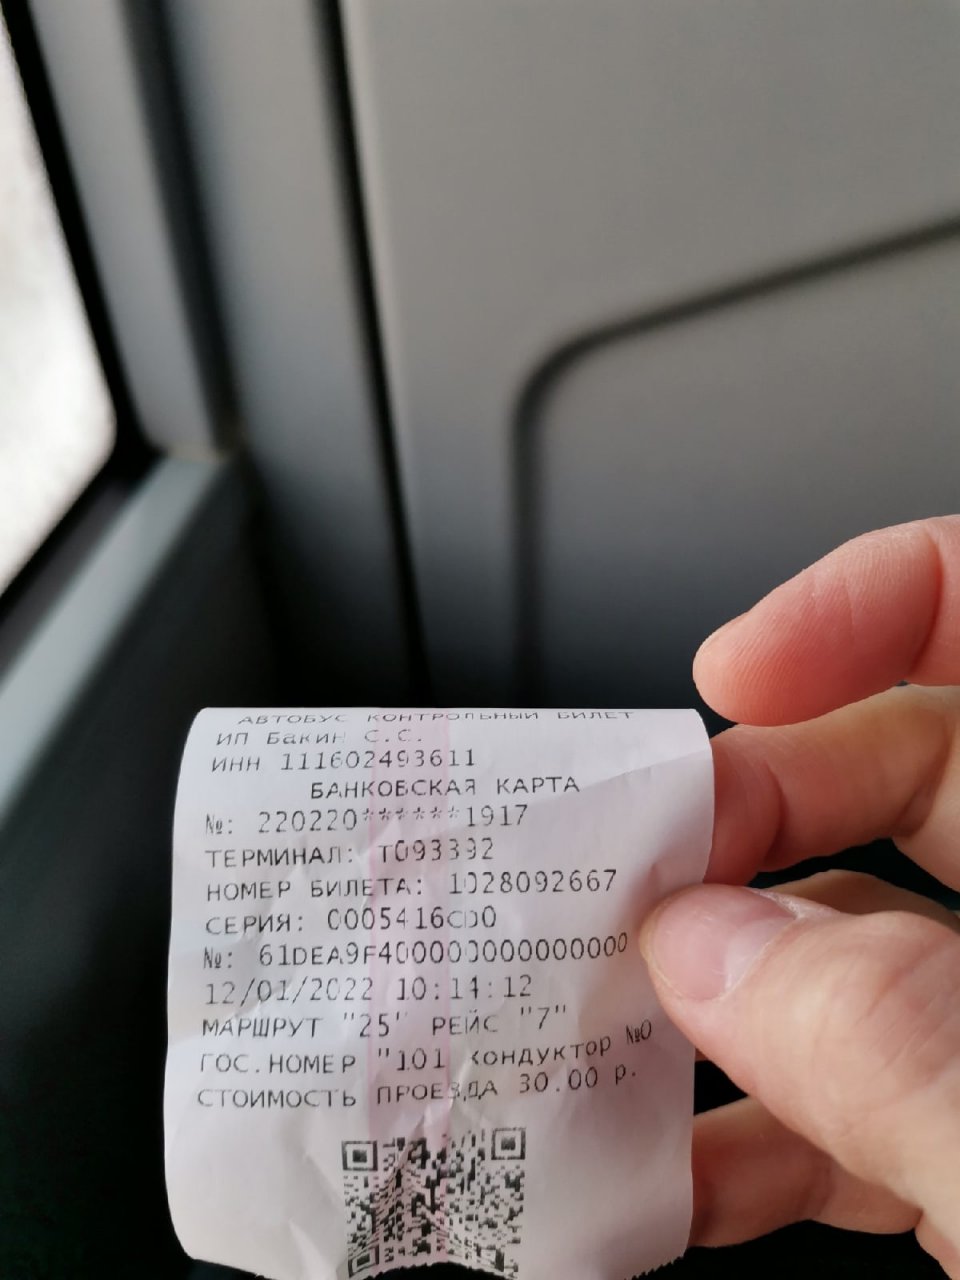 АВТОБУС КОНТРОЛЬНЫЙ БИЛЕТ
ИП Бакин С.С.
ИНН 111602493611
БАНКОВСКАЯ КАРТА
№: 220220******1917
ТЕРМИНАЛ: T093392
НОМЕР БИЛЕТА: 1028092667
СЕРИЯ: 0005416CD0
№: 61DEA9F4000000000000000
12/01/2022 10:14:12
МАРШРУТ "25" РЕЙС "7"
ГОС.НОМЕР "101 КОНДУКТОР №0
СТОИМОСТЬ ПРОЕЗДА 30.00 р.